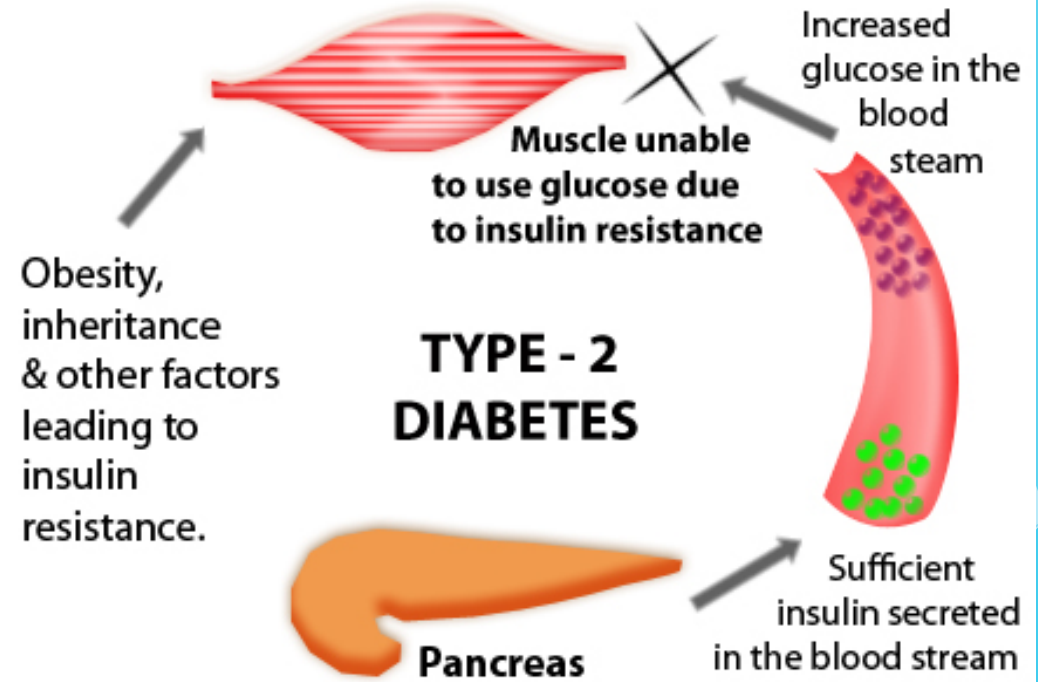 Increased
glucose in the
blood
steam
Muscle unable
to use glucose due
to insulin resistance
Obesity,
inheritance
& other factors
leading to
insulin
resistance.
TYPE - 2
DIABETES
Sufficient
insulin secreted
in the blood stream
Pancreas